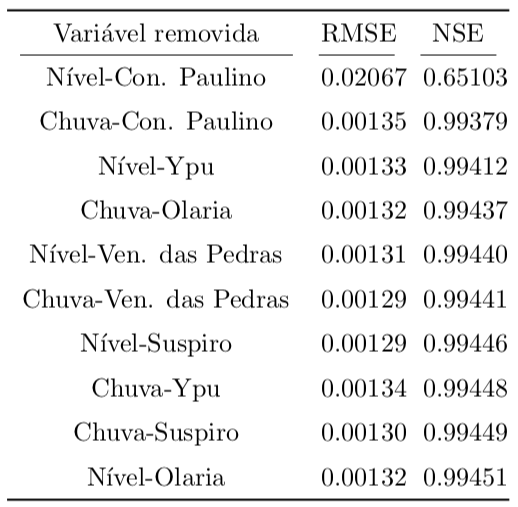 Variável removida RMSE NSE
Nível-Con. Paulino 0.02067 0.65103
Chuva-Con. Paulino 0.00135 0.99379
Nível-Ypu 0.00133 0.99412
Chuva-Olaria 0.00132 0.99437
Nível-Ven. das Pedras 0.00131 0.99440
Chuva-Ven. das Pedras 0.00129 0.99441
Nível-Suspiro 0.00129 0.99446
Chuva-Ypu 0.00134 0.99448
Chuva-Suspiro 0.00130 0.99449
Nível-Olaria 0.00132 0.99451